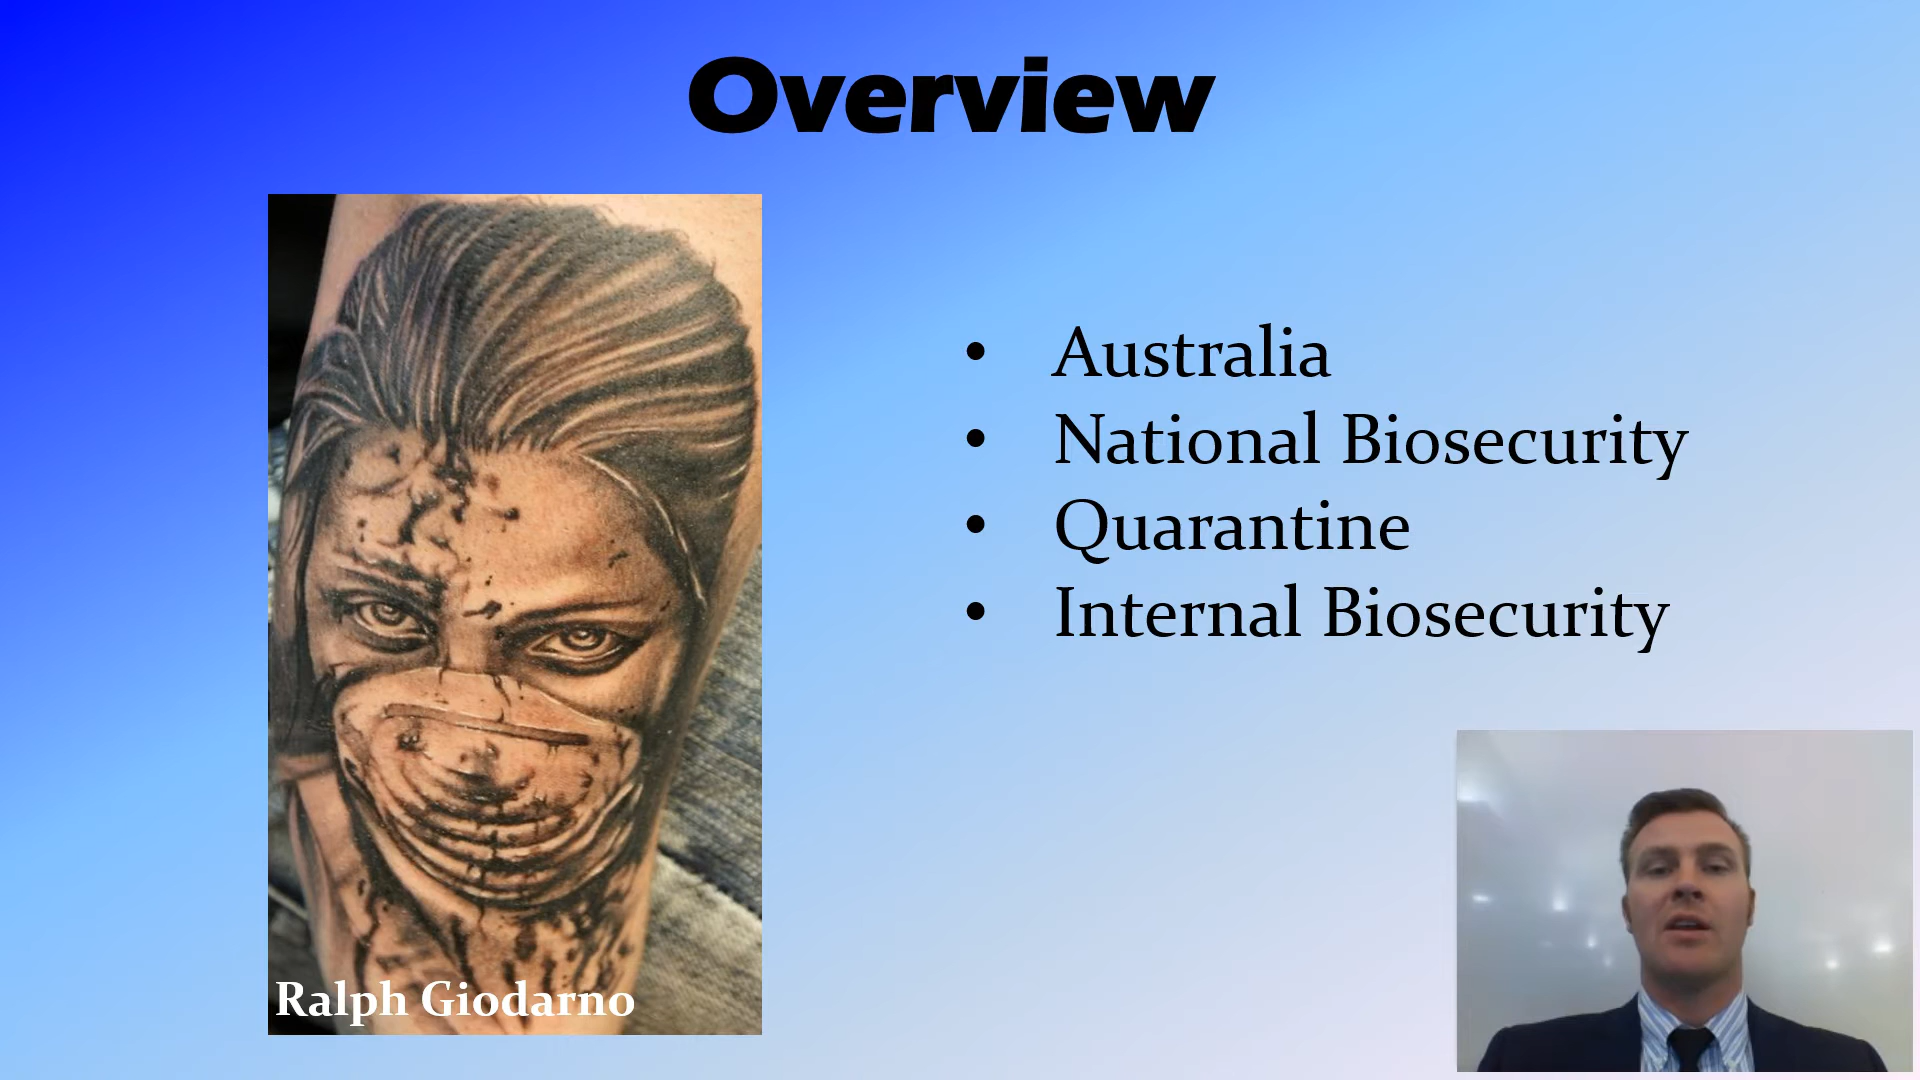 Overview
• Australia
• National Biosecurity
• Quarantine
• Internal Biosecurity
Ralph Giodarno